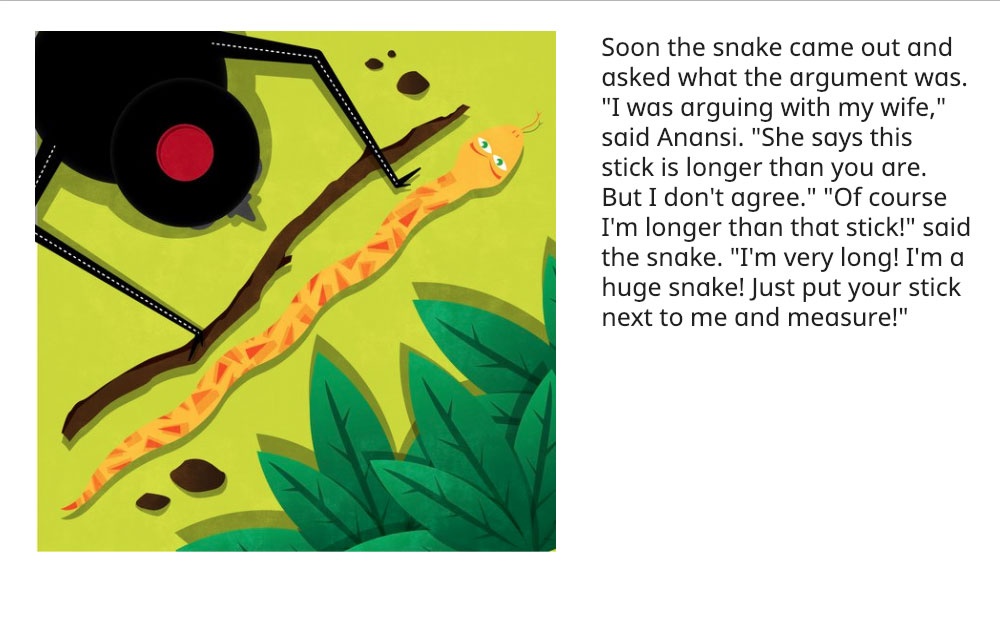 Soon the snake came out and
asked what the argument was.
"I was arguing with my wife,"
said Anansi. "She says this
stick is longer than you are.
But I don't agree." "Of course
I'm longer than that stick!" said
the snake. "I'm very long! I'm a
huge snake! Just put your stick
next to me and measure!"